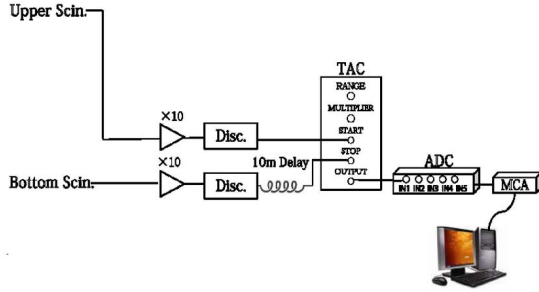 Upper Scin.
TAC
RANGE
MULTIPLIER
×10
START
Disc.
STOP
×10
10m Delay
OUTPUT
ADC
Bottom Scin.
Disc.
IN1 IN2 IN3 IN4 IN5
MCA